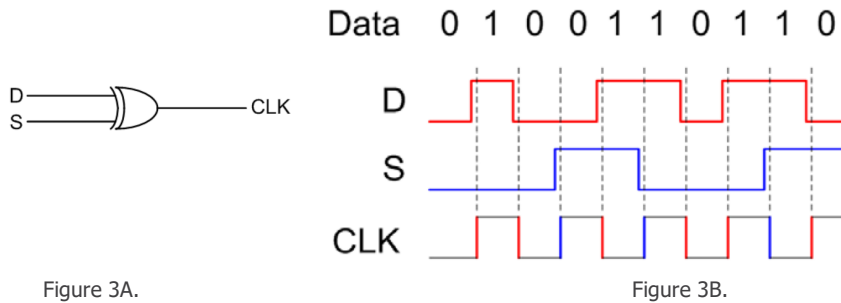 Data 0 1 0 0 1 1 0 1 1 0
D
S
CLK
D
S
CLK
Figure 3A.
Figure 3B.